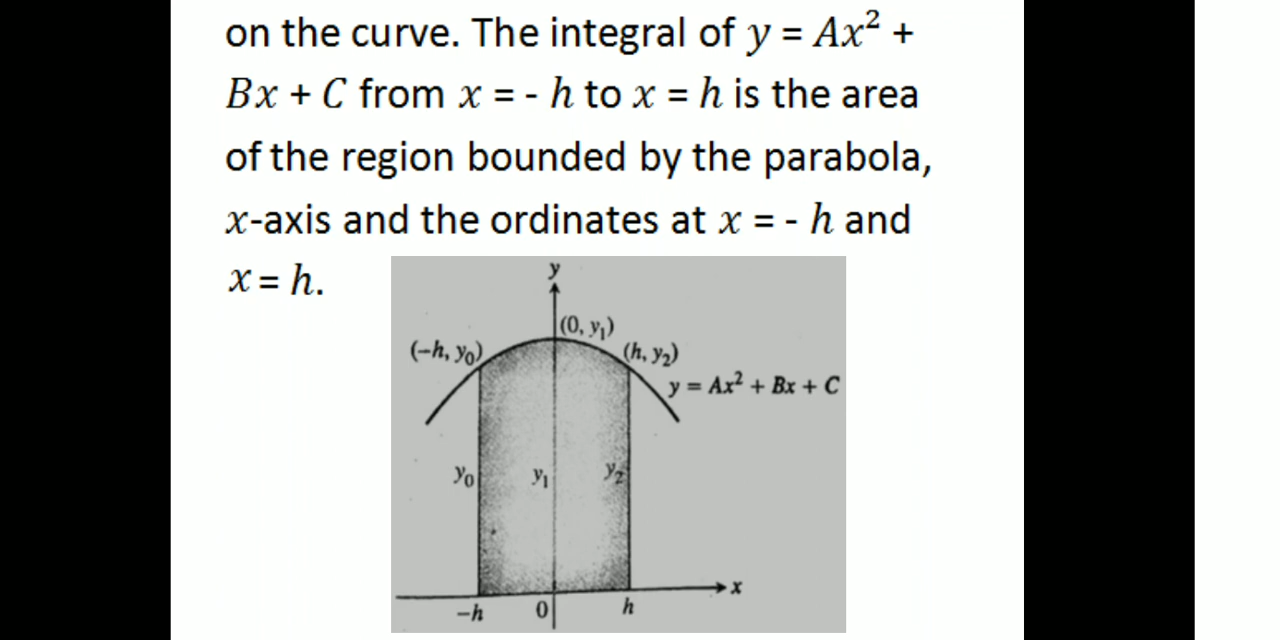 on the curve. The integral of y = Ax² +
Bx + C from x = - h to x = h is the area
of the region bounded by the parabola,
x-axis and the ordinates at x = - h and
x = h.
y
(0, y₁)
(−h, y₀)
(h, y₂)
y = Ax² + Bx + C
y₀
y₁
y₂
x
−h
0
h